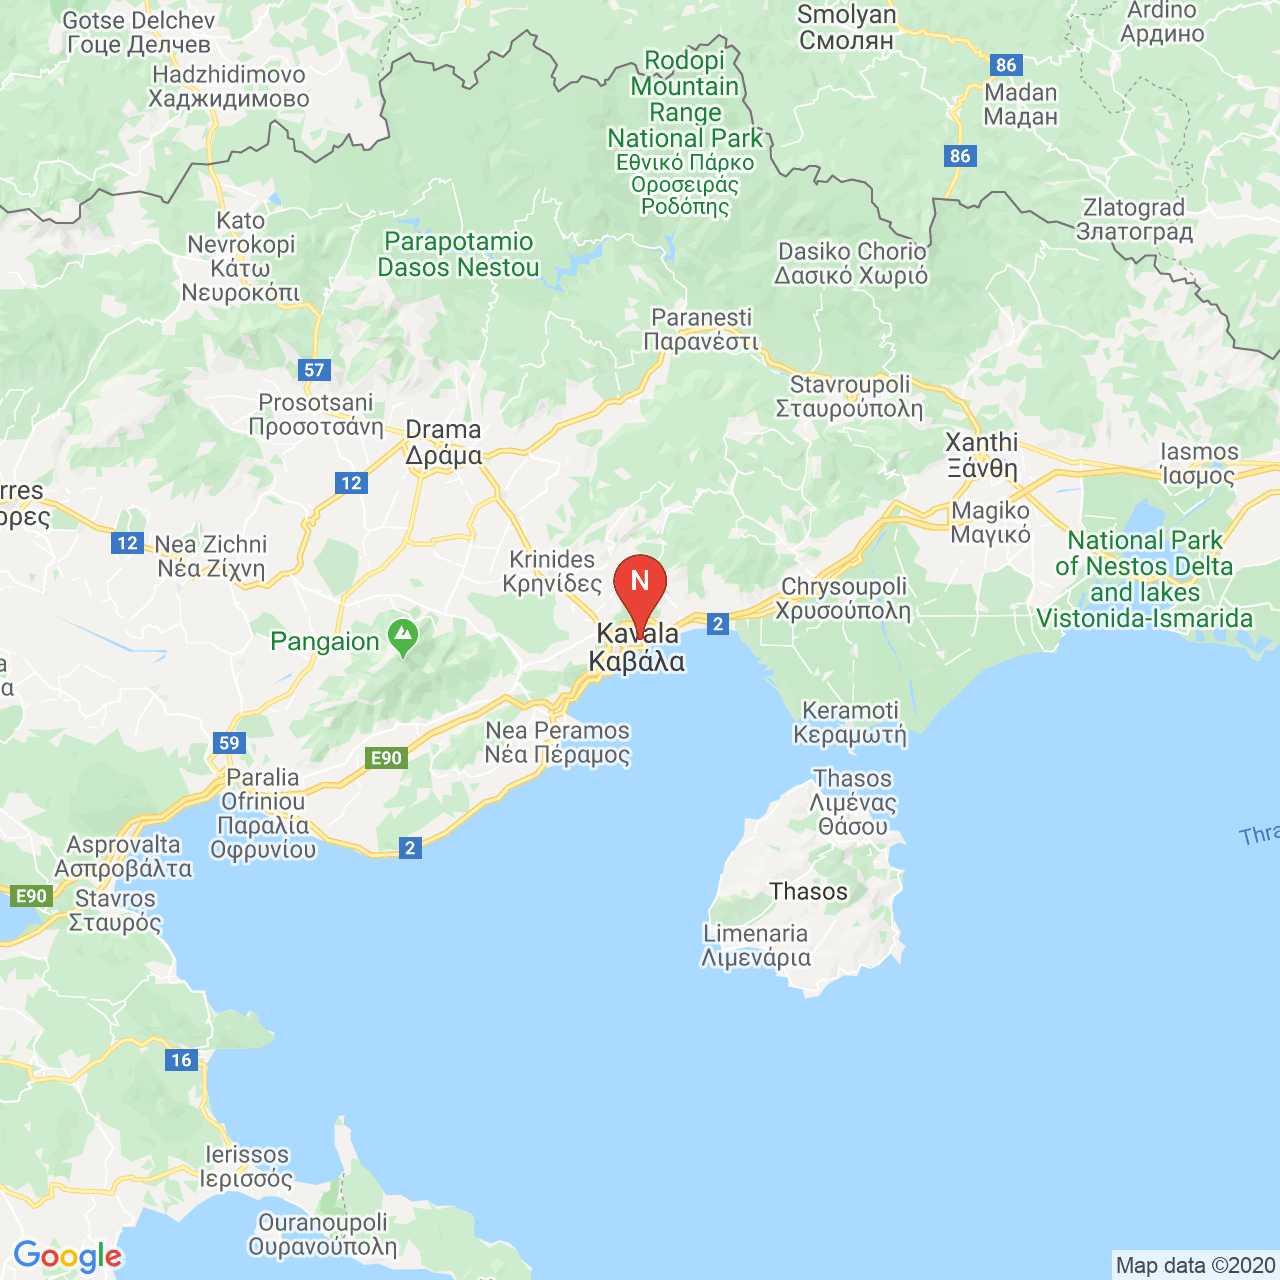 Gotse Delchev
Гоце Делчев
Smolyan
Смолян
Ardino
Ардино
Hadzhidimovo
Хаджидимово
Rodopi
Mountain
Range
National Park
Εθνικό Πάρκο
Οροσειράς
Ροδόπης
86
Madan
Мадан
86
Kato
Nevrokopi
Κάτω
Νευροκόπι
Parapotamio
Dasos Nestou
Dasiko Chorio
Δασικό Χωριό
Zlatograd
Златоград
Paranesti
Παρανέστι
57
Prosotsani
Προσοτσάνη
Stavroupoli
Σταυρούπολη
Drama
Δράμα
Xanthi
Ξάνθη
Iasmos
Ίασμος
12
rres
ρρες
Magiko
Μαγικό
12
Nea Zichni
Νέα Ζίχνη
Krinides
Κρηνίδες
National Park
of Nestos Delta
and lakes
Vistonida-Ismarida
N
Chrysoupoli
Χρυσούπολη
2
Pangaion
Kavala
Καβάλα
a
α
Keramoti
Κεραμωτή
Nea Peramos
Νέα Πέραμος
59
E90
Paralia
Ofriniou
Παραλία
Οφρυνίου
Thasos
Λιμένας
Θάσου
2
Thra
Asprovalta
Ασπροβάλτα
E90
Stavros
Σταυρός
Thasos
Limenaria
Λιμενάρια
16
Ierissos
Ιερισσός
Ouranoupoli
Ουρανούπολη
Google
Map data ©2020